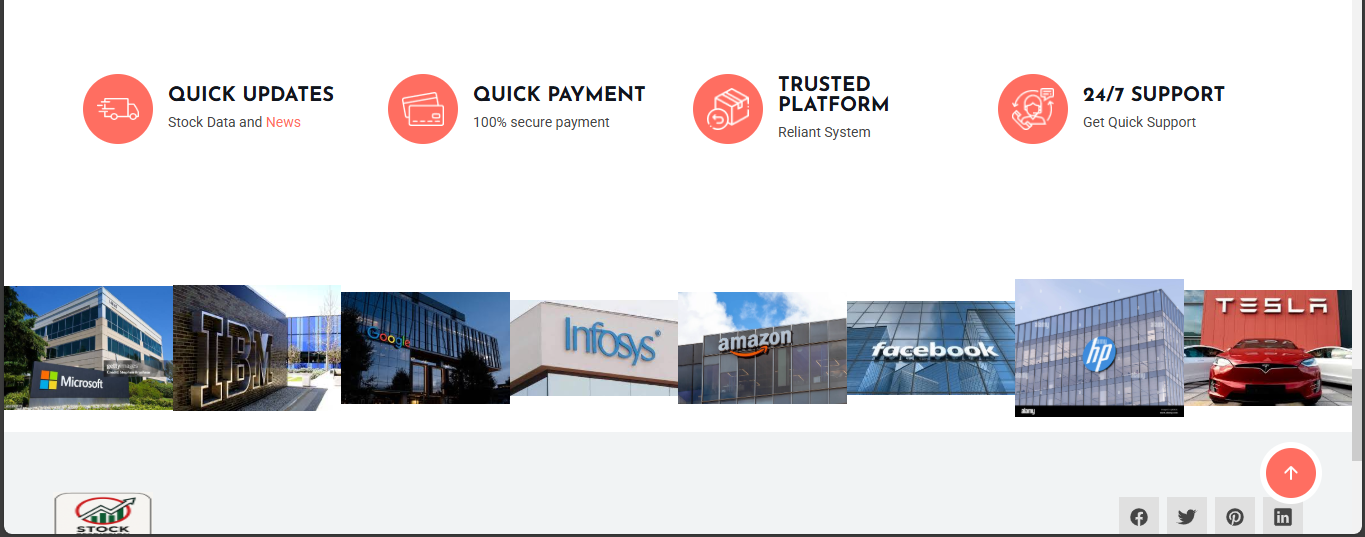 QUICK UPDATES
Stock Data and News
QUICK PAYMENT
100% secure payment
TRUSTED
PLATFORM
Reliant System
24/7 SUPPORT
Get Quick Support
Microsoft
IBM
Google
Infosys®
amazon
facebook
hp
alamy
TESLA
STOCK